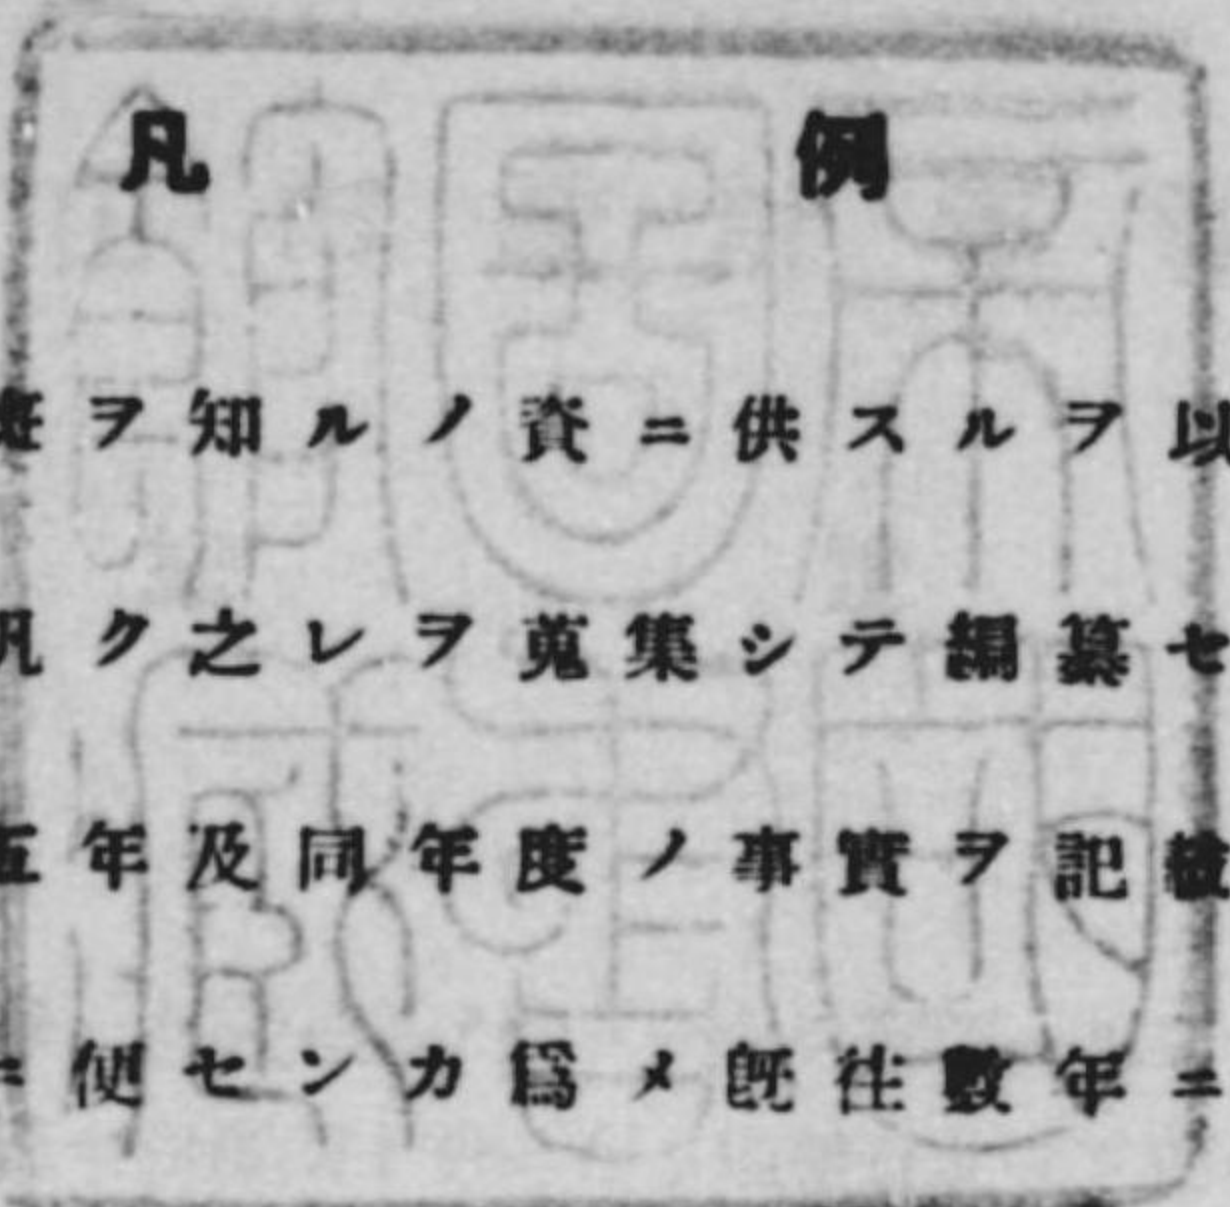 凡例
ヲ知ルノ資ニ供スルヲ以
ク之レヲ蒐集シテ編纂セ
五年及同年度ノ事實ヲ記
ニ便センカ爲メ既往數年ニ